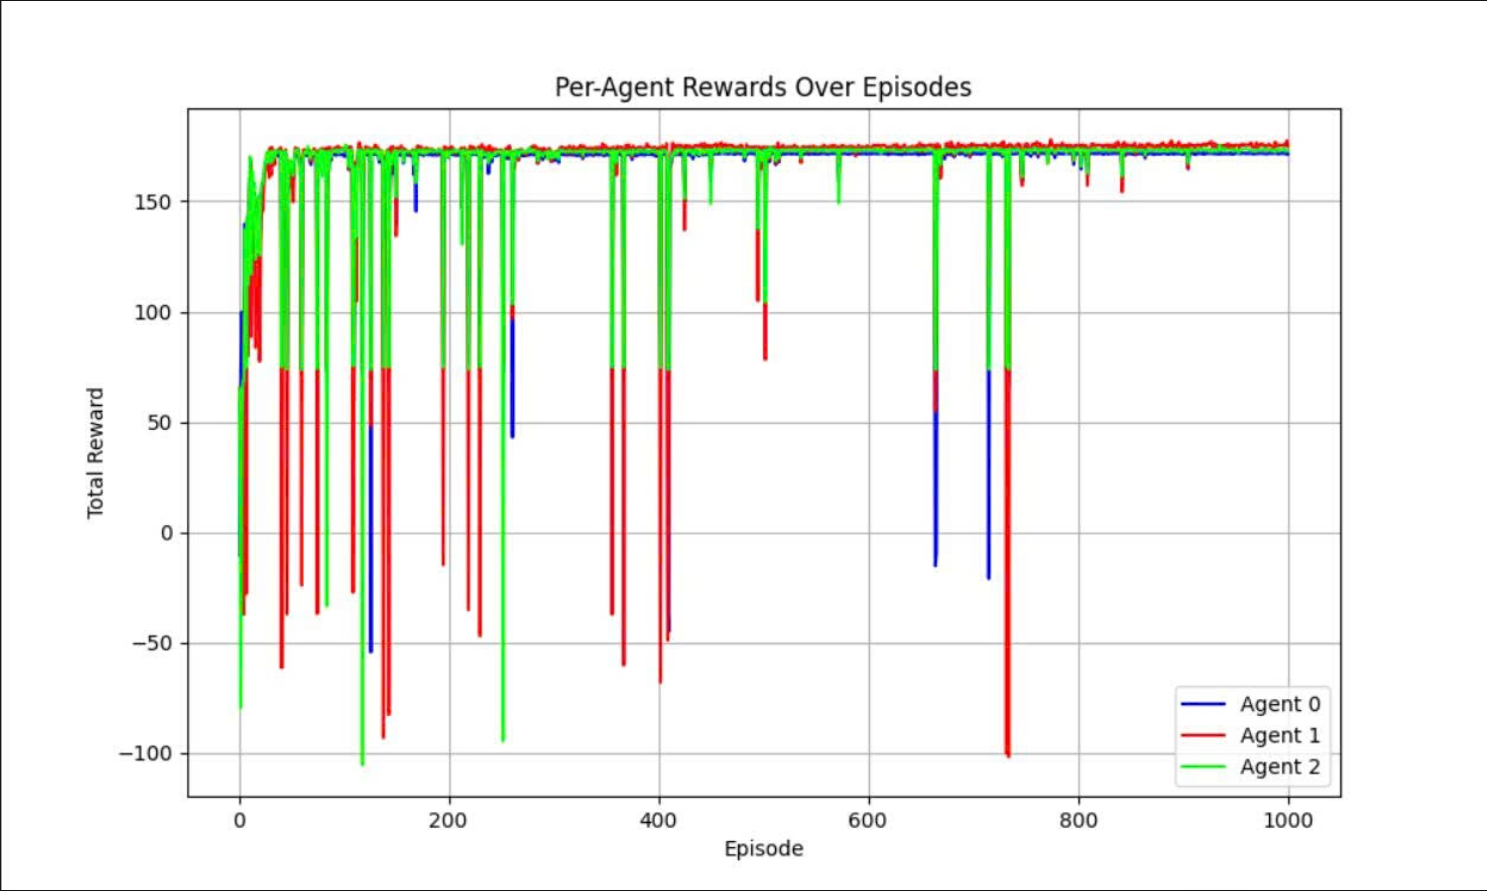 Per-Agent Rewards Over Episodes
150
100
50
0
−50
−100
Total Reward
0
200
400
600
800
1000
Episode
Agent 0
Agent 1
Agent 2